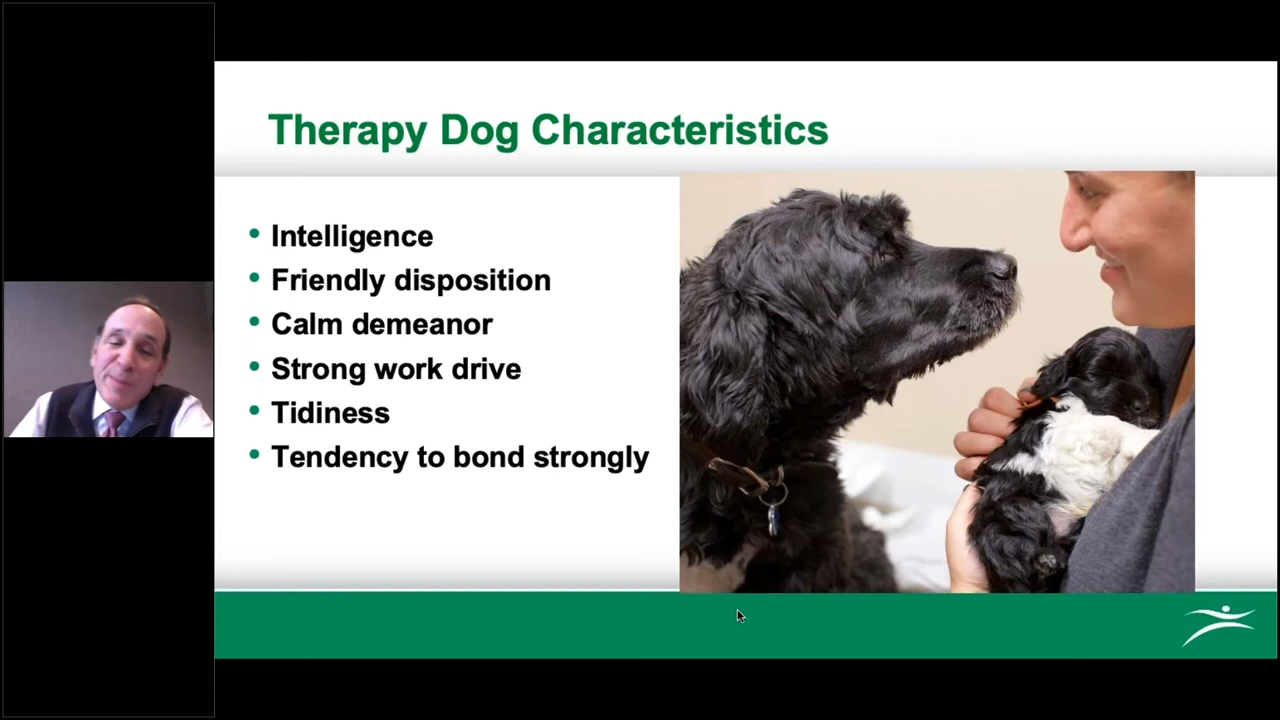 Therapy Dog Characteristics
• Intelligence
• Friendly disposition
• Calm demeanor
• Strong work drive
• Tidiness
• Tendency to bond strongly